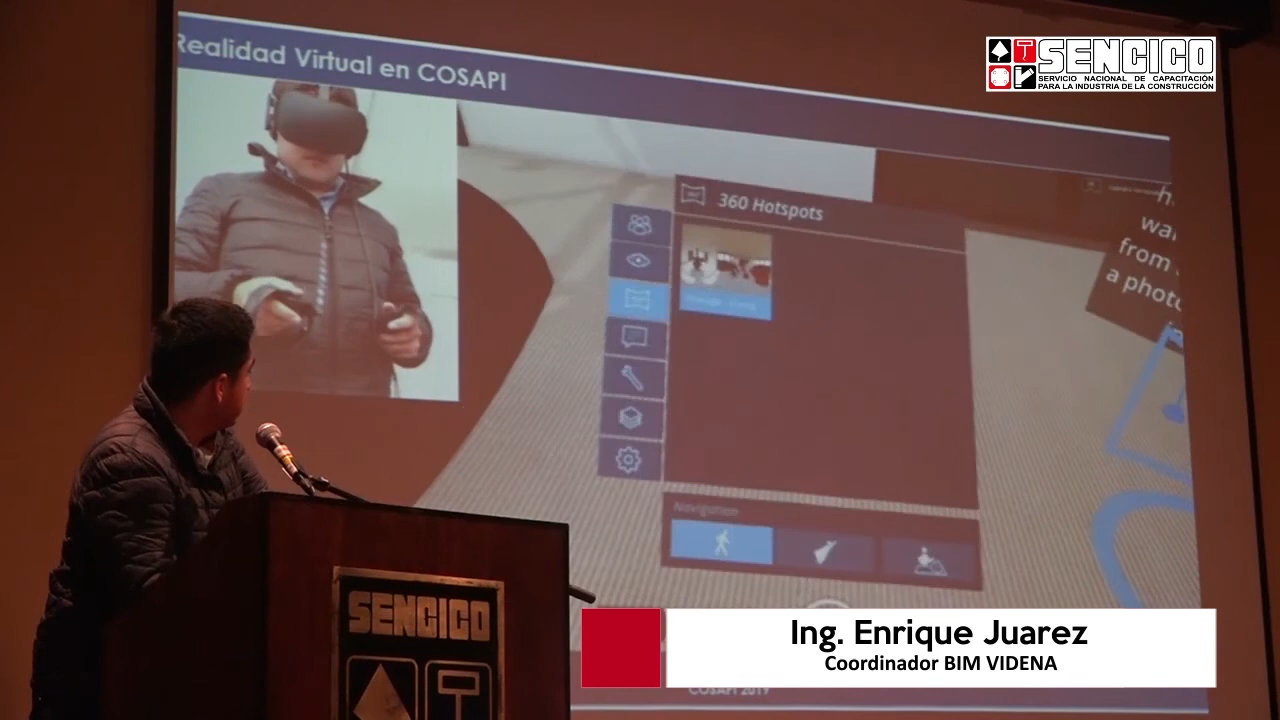 Realidad Virtual en COSAPI
SENCICO
SERVICIO NACIONAL DE CAPACITACIÓN
PARA LA INDUSTRIA DE LA CONSTRUCCIÓN
360 Hotspots
from
a photo
Navigation
SENCICO
Ing. Enrique Juarez
Coordinador BIM VIDENA
COSAPI 2019